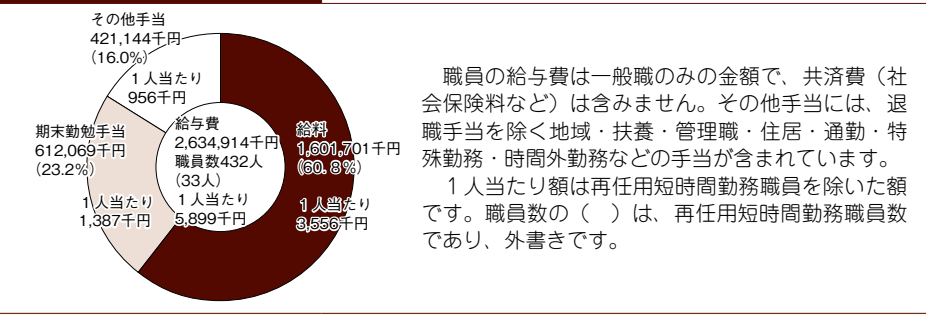 その他手当
421,144千円
(16.0%)
1人当たり
956千円
期末勤勉手当
612,069千円
(23.2%)
1人当たり
1,387千円
給与費
2,634,914千円
職員数432人
(33人)
1人当たり
5,899千円
給料
1,601,701千円
(60.8%)
1人当たり
3,556千円
職員の給与費は一般職のみの金額で、共済費（社
会保険料など）は含みません。その他手当には、退
職手当を除く地域・扶養・管理職・住居・通勤・特
殊勤務・時間外勤務などの手当が含まれています。
１人当たり額は再任用短時間勤務職員を除いた額
です。職員数の（　）は、再任用短時間勤務職員数
であり、外書きです。